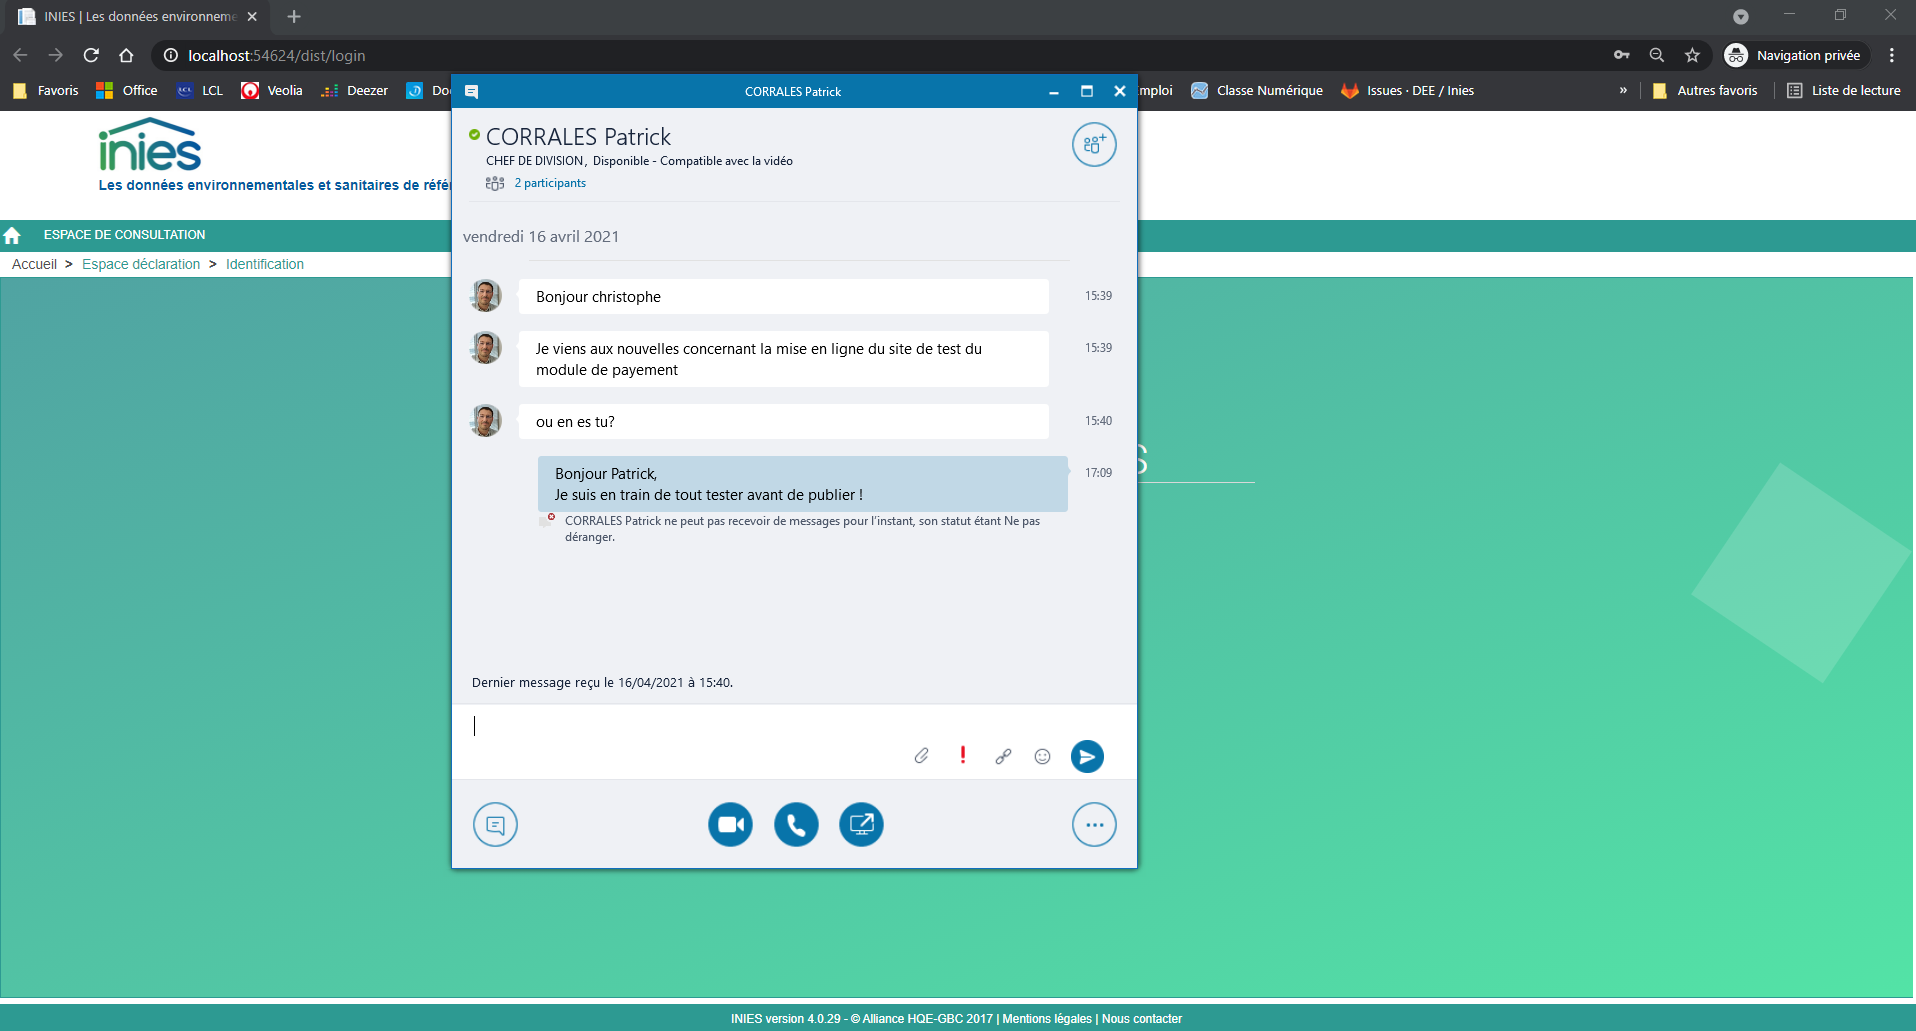 INIES | Les données environneme
localhost:54624/dist/login
Navigation privée
Favoris
Office
LCL
Veolia
Deezer
Do
mploi
Classe Numérique
Issues · DEE / Inies
»
Autres favoris
Liste de lecture
inies
Les données environnementales et sanitaires de réfé
ESPACE DE CONSULTATION
Accueil > Espace déclaration > Identification
CORRALES Patrick
CORRALES Patrick
CHEF DE DIVISION, Disponible - Compatible avec la vidéo
2 participants
vendredi 16 avril 2021
Bonjour christophe
15:39
Je viens aux nouvelles concernant la mise en ligne du site de test du
module de payement
15:39
ou en es tu?
15:40
Bonjour Patrick,
Je suis en train de tout tester avant de publier !
17:09
CORRALES Patrick ne peut pas recevoir de messages pour l'instant, son statut étant Ne pas
déranger.
Dernier message reçu le 16/04/2021 à 15:40.
S
INIES version 4.0.29 - © Alliance HQE-GBC 2017 | Mentions légales | Nous contacter